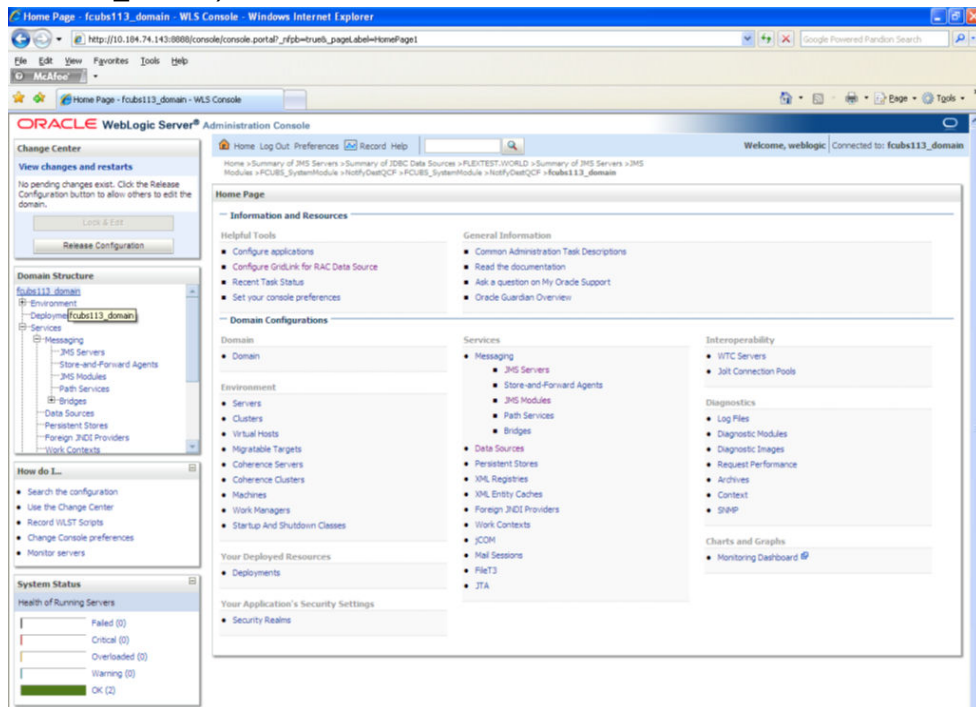 Home Page - fcubs113_domain - WLS Console - Windows Internet Explorer
http://10.184.74.143:8888/console/console.portal?_nfpb=true&_pageLabel=HomePage1
Google Powered Pandion Search
File Edit View Favorites Tools Help
McAfee
Home Page - fcubs113_domain - WLS Console
Page Tools
ORACLE WebLogic Server® Administration Console
Change Center
View changes and restarts
No pending changes exist. Click the Release
Configuration button to allow others to edit the
domain.
Lock & Edit
Release Configuration
Domain Structure
fcubs113_domain
Environment
Deployme
fcubs113_domain
Services
Messaging
JMS Servers
Store-and-Forward Agents
JMS Modules
Path Services
Bridges
Data Sources
Persistent Stores
Foreign JNDI Providers
Work Contexts
How do I...
Search the configuration
Use the Change Center
Record WLST Scripts
Change Console preferences
Monitor servers
System Status
Health of Running Servers
Failed (0)
Critical (0)
Overloaded (0)
Warning (0)
OK (2)
Home Log Out Preferences Record Help
Welcome, weblogic Connected to: fcubs113_domain
Home >Summary of JMS Servers >Summary of JDBC Data Sources >FLEXTEST.WORLD >Summary of JMS Servers >JMS
Modules >FCUBS_SystemModule >NotifyDestQCF >FCUBS_SystemModule >NotifyDestQCF >fcubs113_domain
Home Page
Information and Resources
Helpful Tools
Configure applications
Configure GridLink for RAC Data Source
Recent Task Status
Set your console preferences
General Information
Common Administration Task Descriptions
Read the documentation
Ask a question on My Oracle Support
Oracle Guardian Overview
Domain Configurations
Domain
Domain
Environment
Servers
Clusters
Virtual Hosts
Migratable Targets
Coherence Servers
Coherence Clusters
Machines
Work Managers
Startup And Shutdown Classes
Your Deployed Resources
Deployments
Your Application's Security Settings
Security Realms
Services
Messaging
JMS Servers
Store-and-Forward Agents
JMS Modules
Path Services
Bridges
Data Sources
Persistent Stores
XML Registries
XML Entity Caches
Foreign JNDI Providers
Work Contexts
jCOM
Mail Sessions
FileT3
JTA
Interoperability
WTC Servers
Jolt Connection Pools
Diagnostics
Log Files
Diagnostic Modules
Diagnostic Images
Request Performance
Archives
Context
SNMP
Charts and Graphs
Monitoring Dashboard